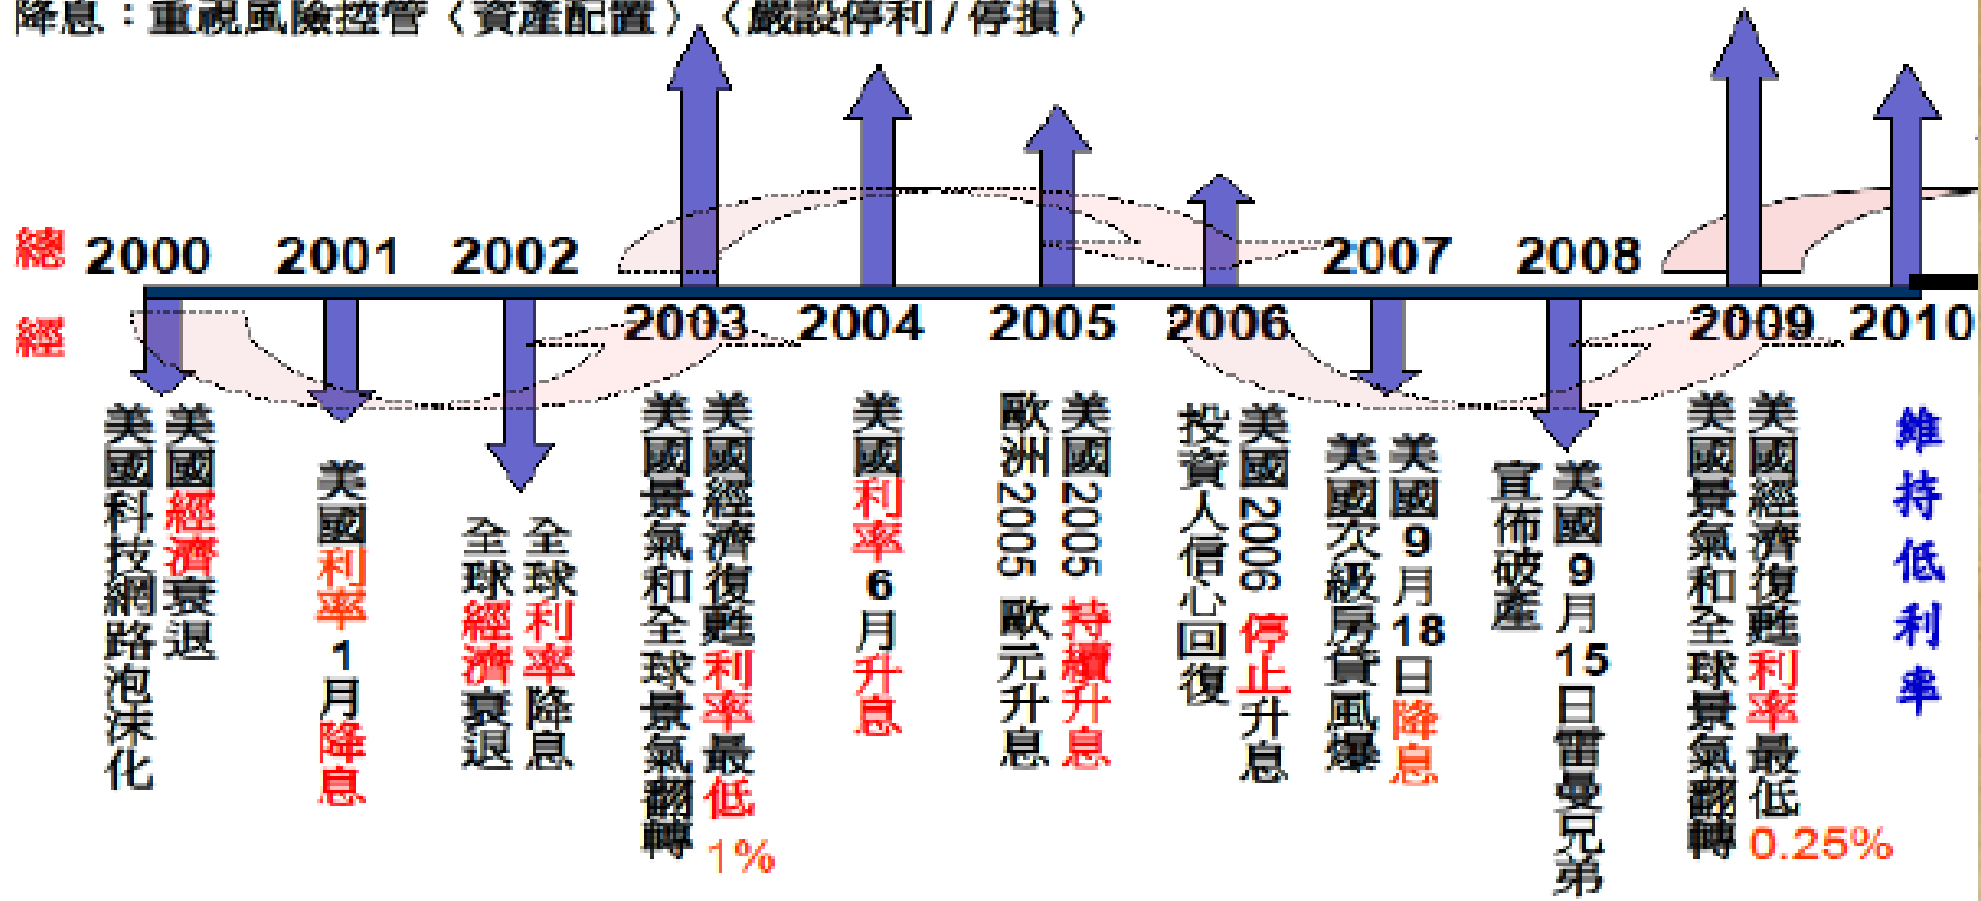 降息：重視風險控管〈資產配置〉〈嚴設停利/停損〉
總經
2000
2001
2002
2003
2004
2005
2006
2007
2008
2009
2010
美國經濟衰退
美國科技網路泡沫化
美國利率1月降息
全球利率降息
全球經濟衰退
美國經濟復甦利率最低1%
美國景氣和全球景氣翻轉
美國利率6月升息
美國2005 持續升息
歐洲2005 歐元升息
美國2006 停止升息
投資人信心回復
美國9月18日降息
美國次級房貸風爆
美國9月15日雷曼兄弟
宣佈破產
美國經濟復甦利率最低0.25%
美國景氣和全球景氣翻轉
維持低利率